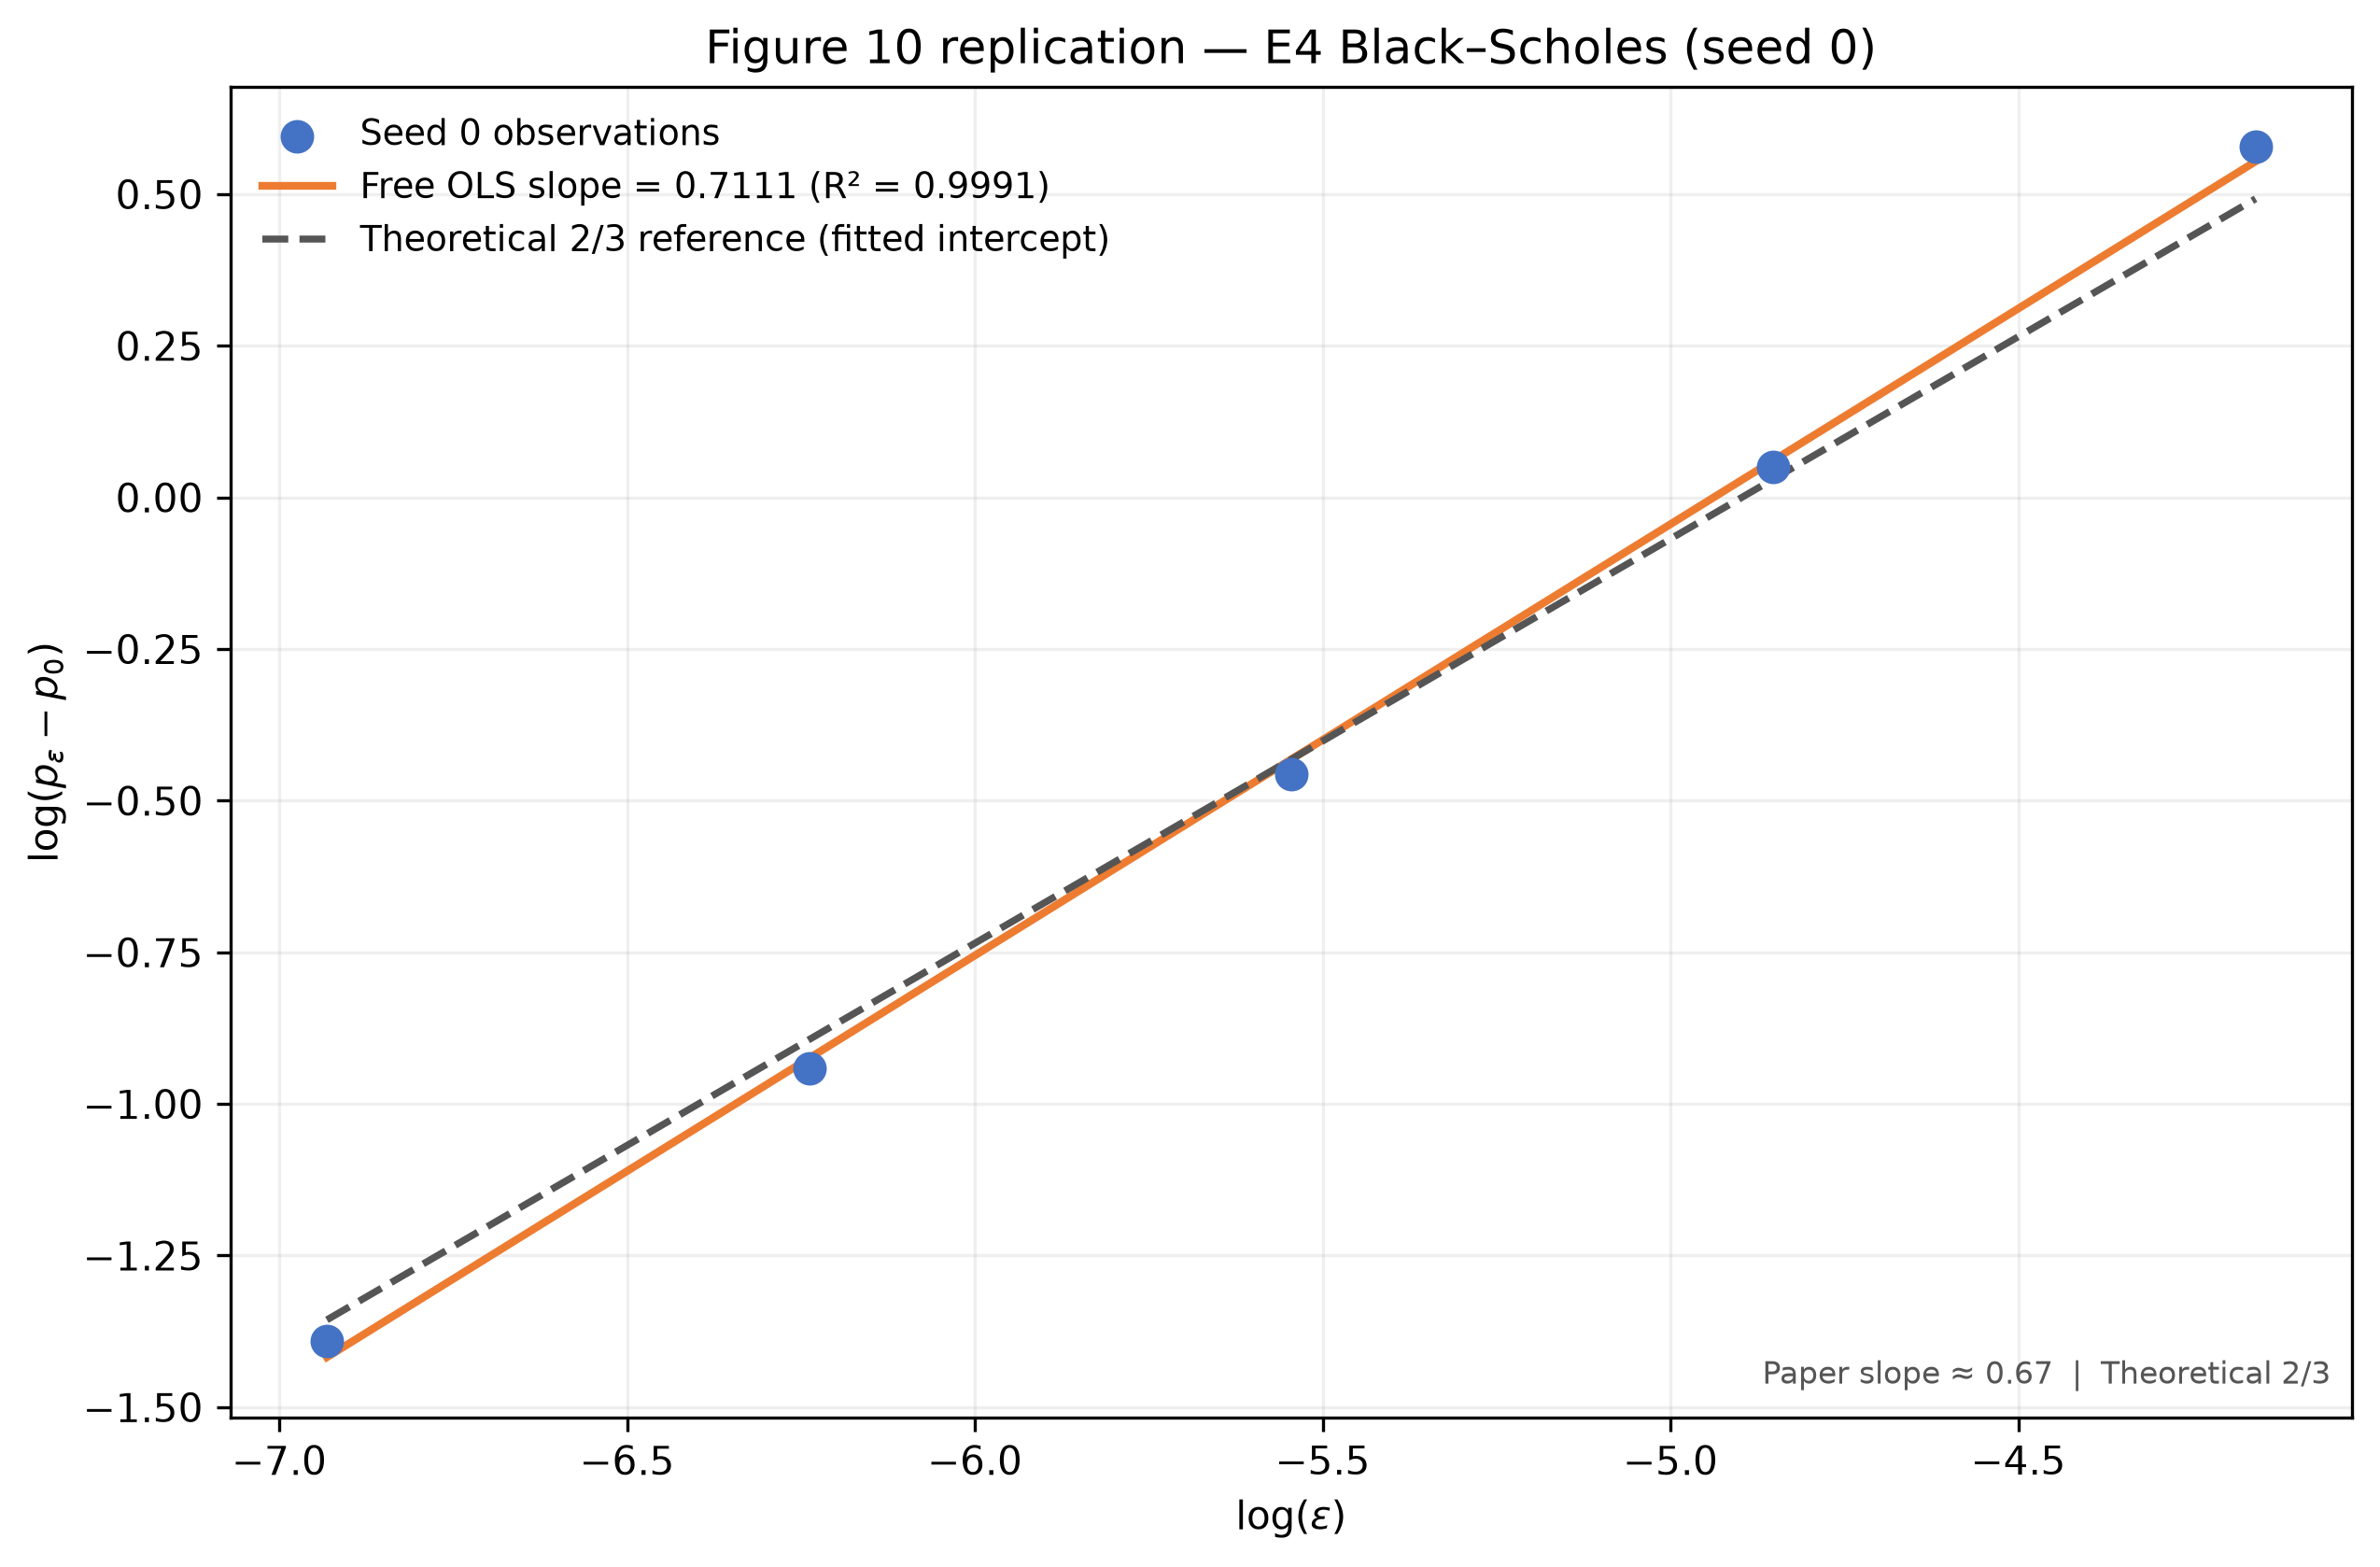 Figure 10 replication — E4 Black–Scholes (seed 0)
Seed 0 observations
Free OLS slope = 0.7111 (R² = 0.9991)
Theoretical 2/3 reference (fitted intercept)
0.50
0.25
0.00
−0.25
−0.50
−0.75
−1.00
−1.25
−1.50
log(pε − p0)
Paper slope ≈ 0.67 | Theoretical 2/3
−7.0 −6.5 −6.0 −5.5 −5.0 −4.5
log(ε)